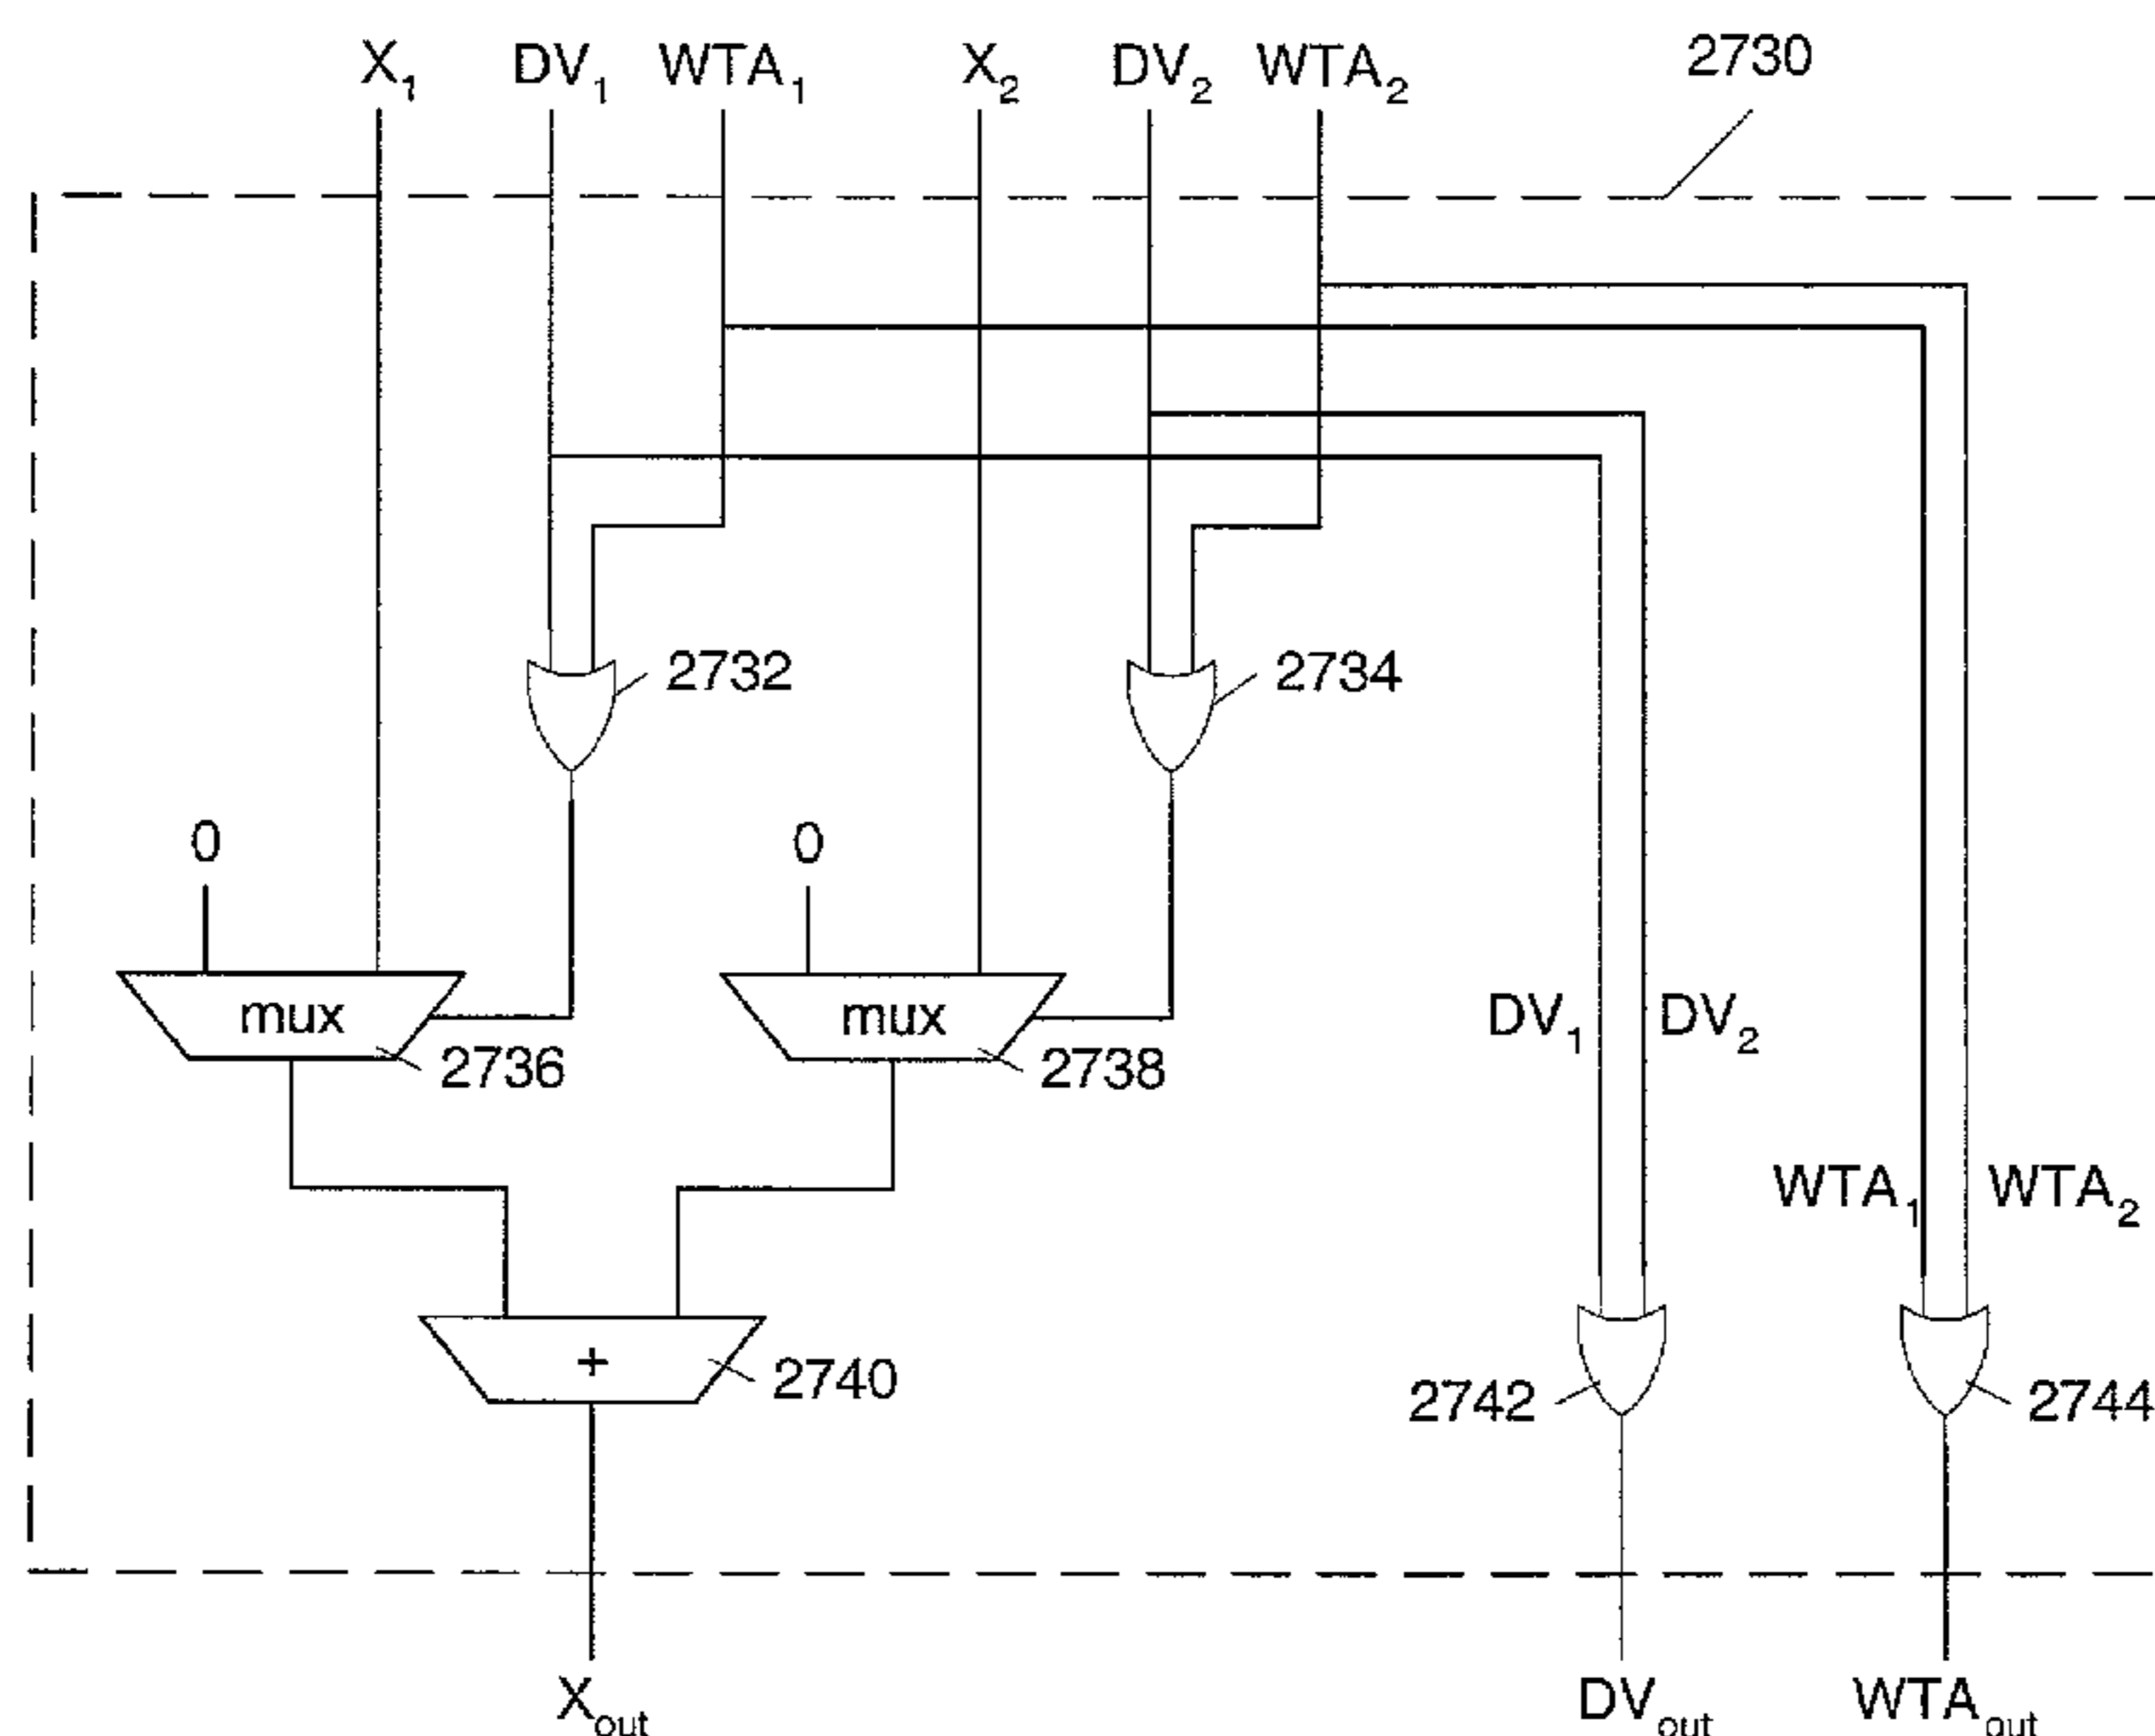 X1 DV1 WTA1 X2 DV2 WTA2 2730
2732 2734
0 0
mux mux DV1 DV2
2736 2738
WTA1 WTA2
+ 2740 2742 2744
Xout DVout WTAout